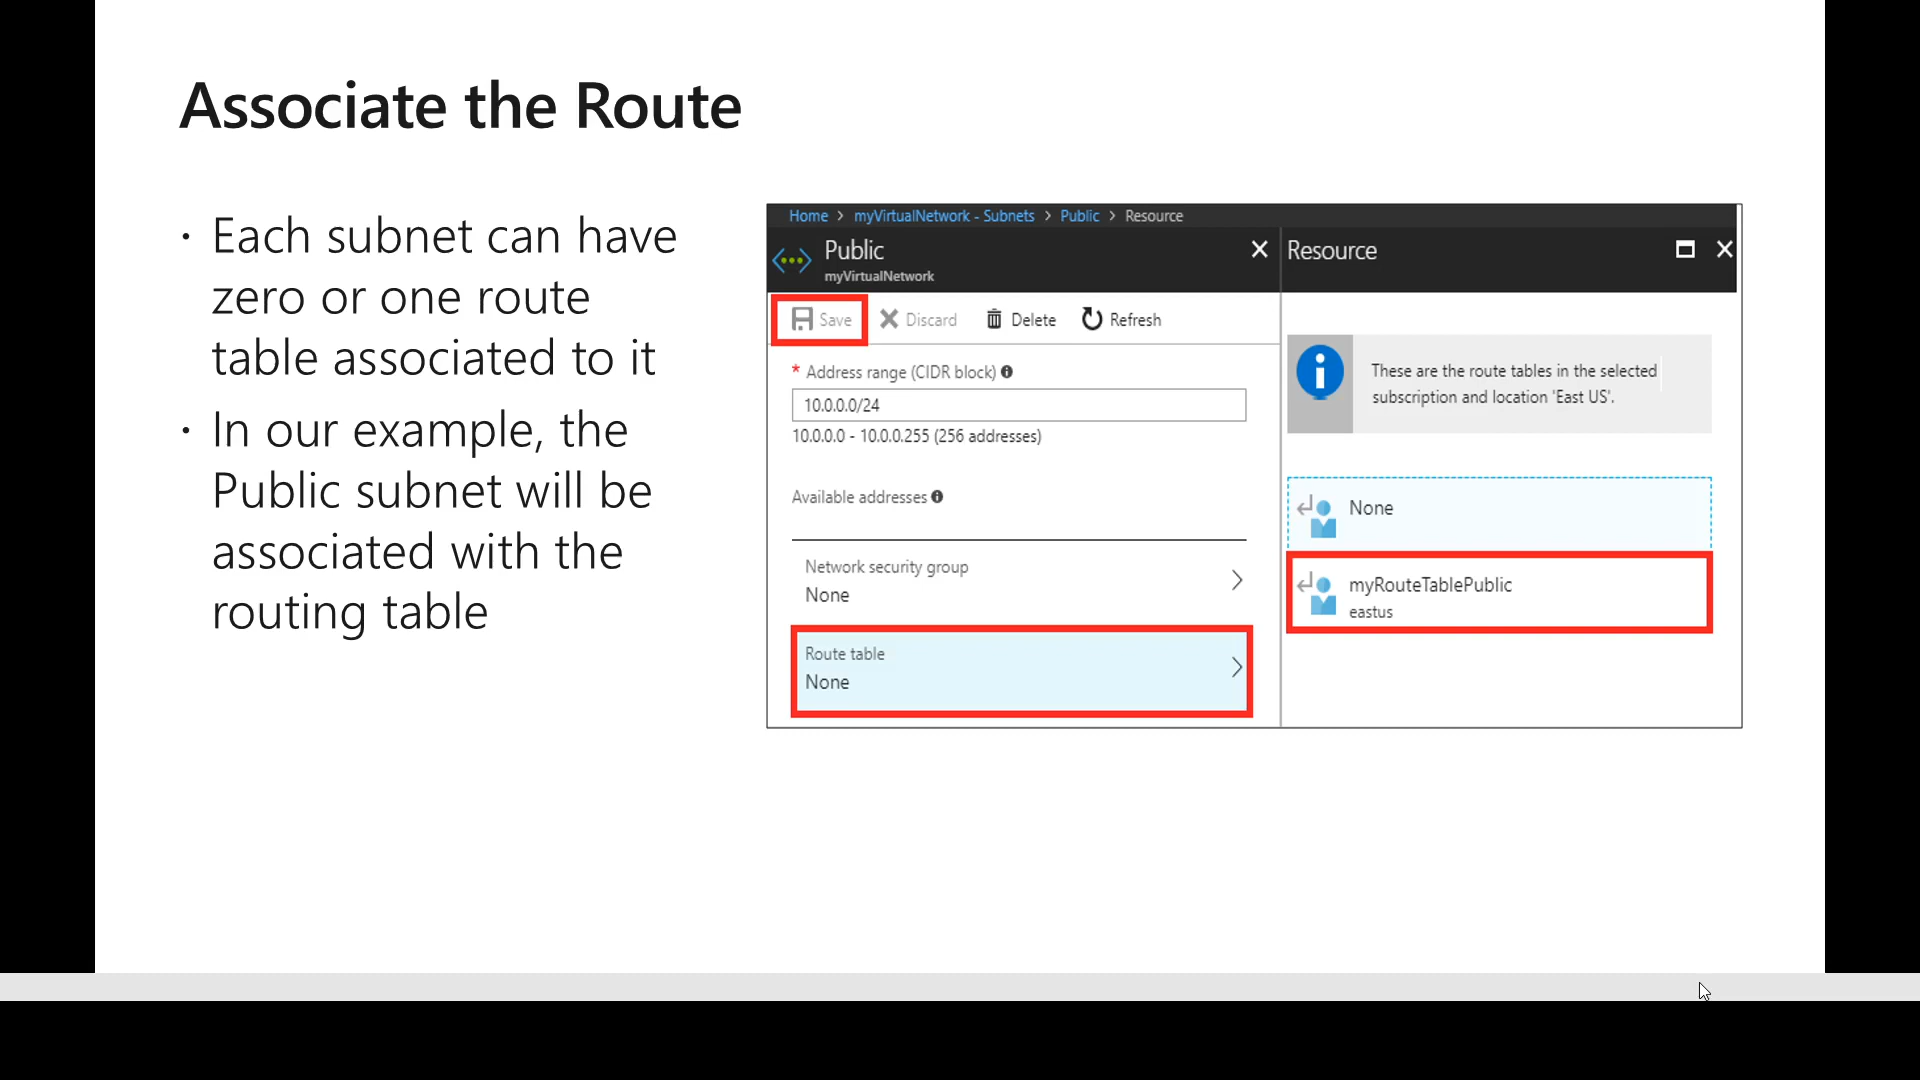 Associate the Route
· Each subnet can have
zero or one route
table associated to it
· In our example, the
Public subnet will be
associated with the
routing table
Home > myVirtualNetwork - Subnets > Public > Resource
Public
myVirtualNetwork
Save Discard Delete Refresh
* Address range (CIDR block)
10.0.0.0/24
10.0.0.0 - 10.0.0.255 (256 addresses)
Available addresses
Network security group
None
Route table
None
Resource
These are the route tables in the selected
subscription and location 'East US'.
None
myRouteTablePublic
eastus